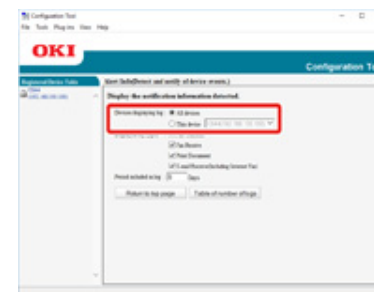 Configuration Tool
File Tools Plug-ins View Help
OKI
Configuration T
Registered Device Table
Alert Info(Detect and notify of device events.)
Display the notification information detected.
Devices displaying log
All devices
This device
Fax Receive
Print Document
E-mail Receive(Including Internet Fax)
Period included in log
Days
Return to top page
Table of number of logs